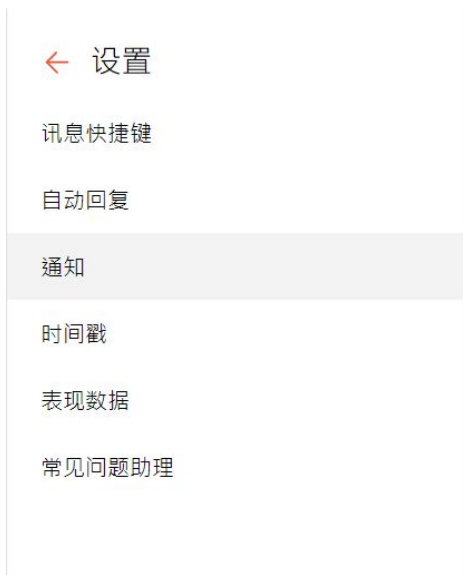 设置
讯息快捷键
自动回复
通知
时间戳
表现数据
常见问题助理